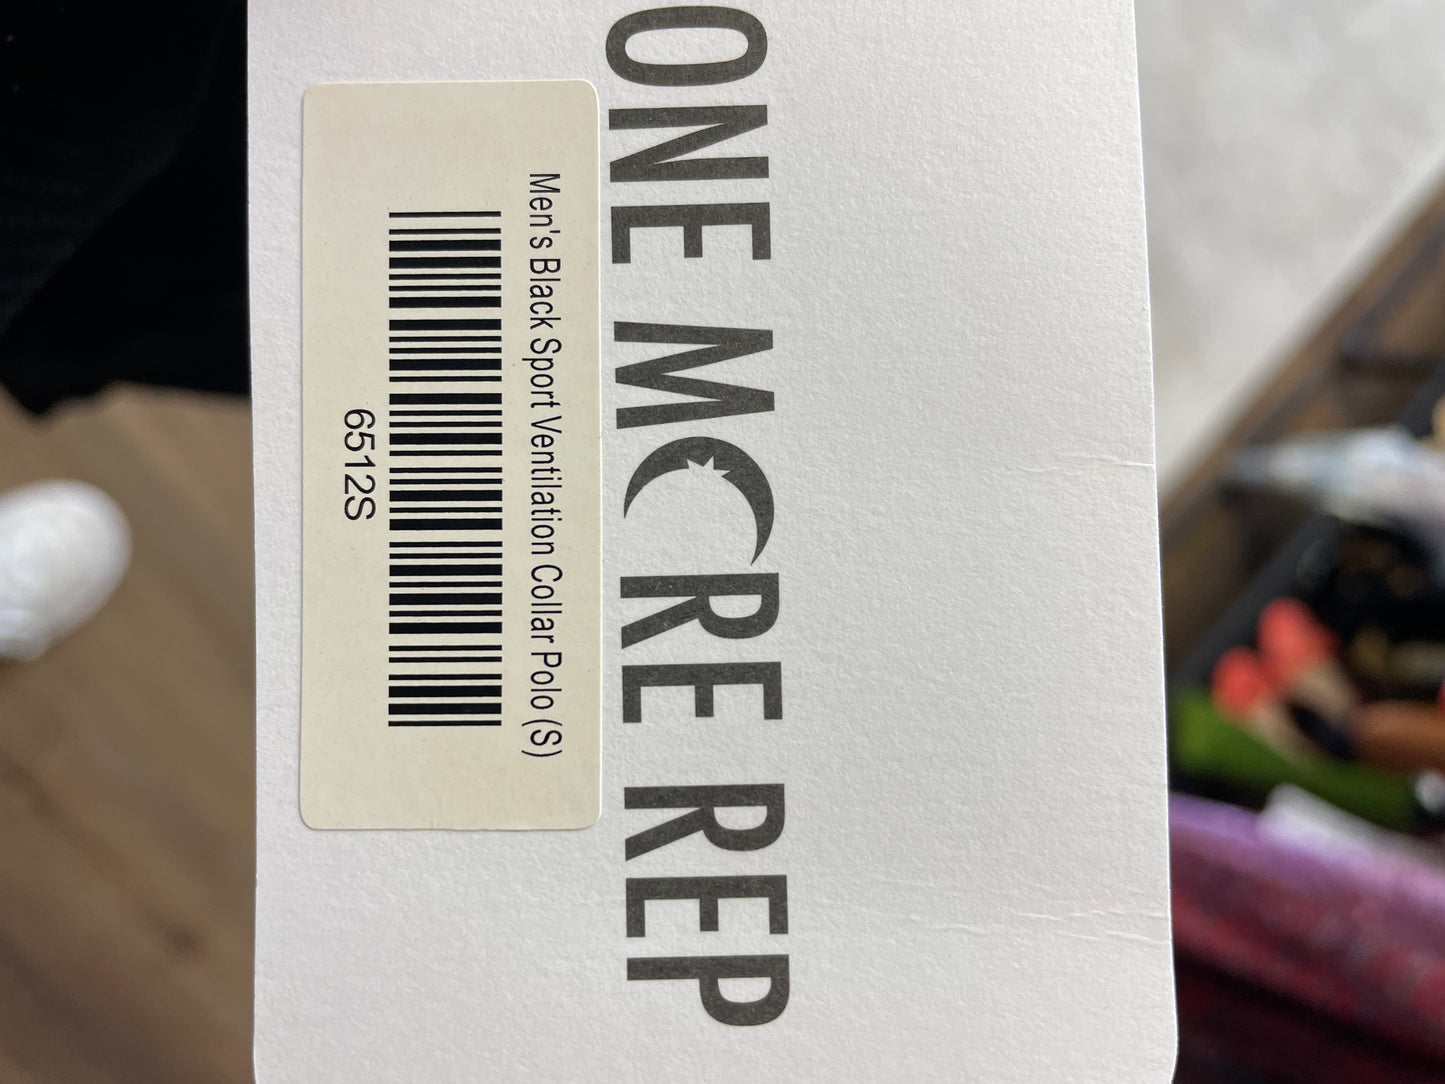 ONE MORE REP
Men's Black Sport Ventilation Collar Polo (S)
6512S